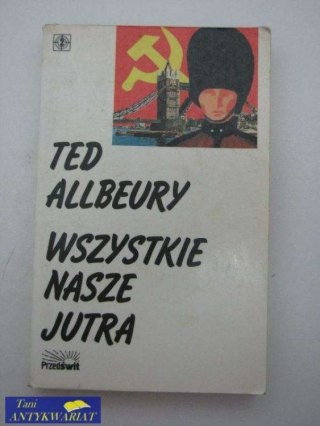 TED
ALLBEURY
WSZYSTKIE
NASZE
JUTRA
Przedświt
Tani
ANTYKWARIAT